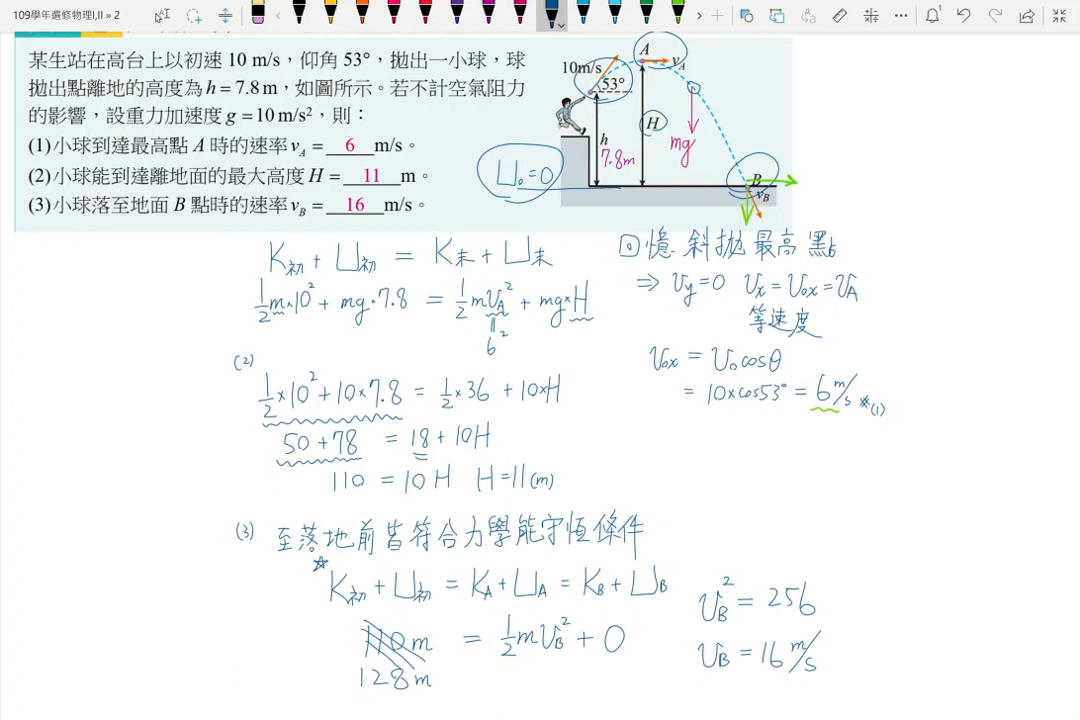 109學年選修物理I,II » 2
某生站在高台上以初速 10 m/s，仰角 53°，拋出一小球，球
拋出點離地的高度為 h = 7.8 m，如圖所示。若不計空氣阻力
的影響，設重力加速度 g = 10 m/s²，則：
(1)小球到達最高點 A 時的速率 vA = 6 m/s。
(2)小球能到達離地面的最大高度 H = 11 m。
(3)小球落至地面 B 點時的速率 vB = 16 m/s。
A
vA
10m/s
53°
H
h
7.8m
mg
U₀=0
B
vB
K初 + U初 = K末 + U末
½m×10² + mg·7.8 = ½mVA² + mg×H
||
6²
回憶 斜拋 最高點
⇒ Vy=0 Vx=V0x=VA
等速度
V0x = V₀cosθ
= 10×cos53° = 6 m/s ※(1)
(2)
½×10²+10×7.8 = ½×36 + 10×H
50+78 = 18+10H
110 = 10H H=11(m)
(3) 至落地前皆符合力學能守恆條件
☆
K初+U初 = KA+UA = KB+UB
110m = ½mVB² + 0
128m
VB² = 256
VB = 16 m/s